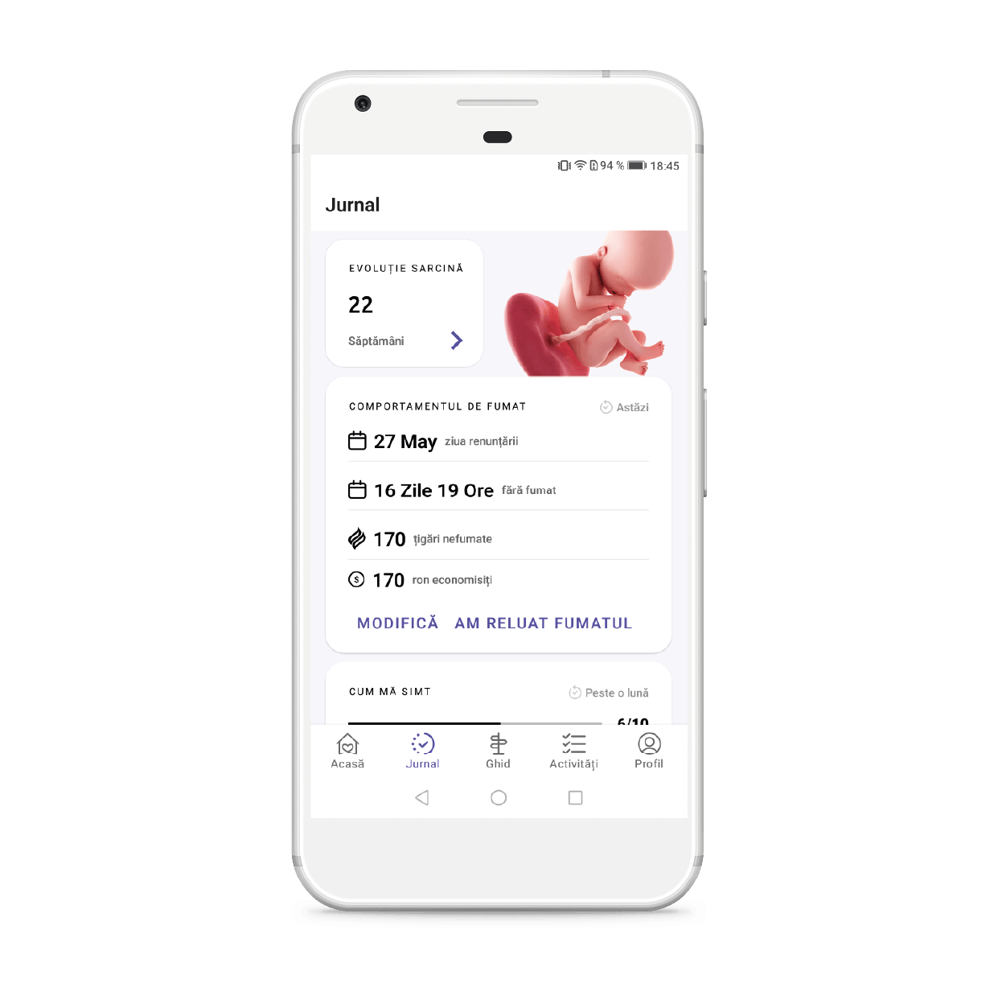 94 % 18:45
Jurnal
EVOLUȚIE SARCINĂ
22
Săptămâni
COMPORTAMENTUL DE FUMAT Astăzi
27 May ziua renunțării
16 Zile 19 Ore fără fumat
170 țigări nefumate
$ 170 ron economisiți
MODIFICĂ AM RELUAT FUMATUL
CUM MĂ SIMT Peste o lună
6/10
Acasă Jurnal Ghid Activități Profil